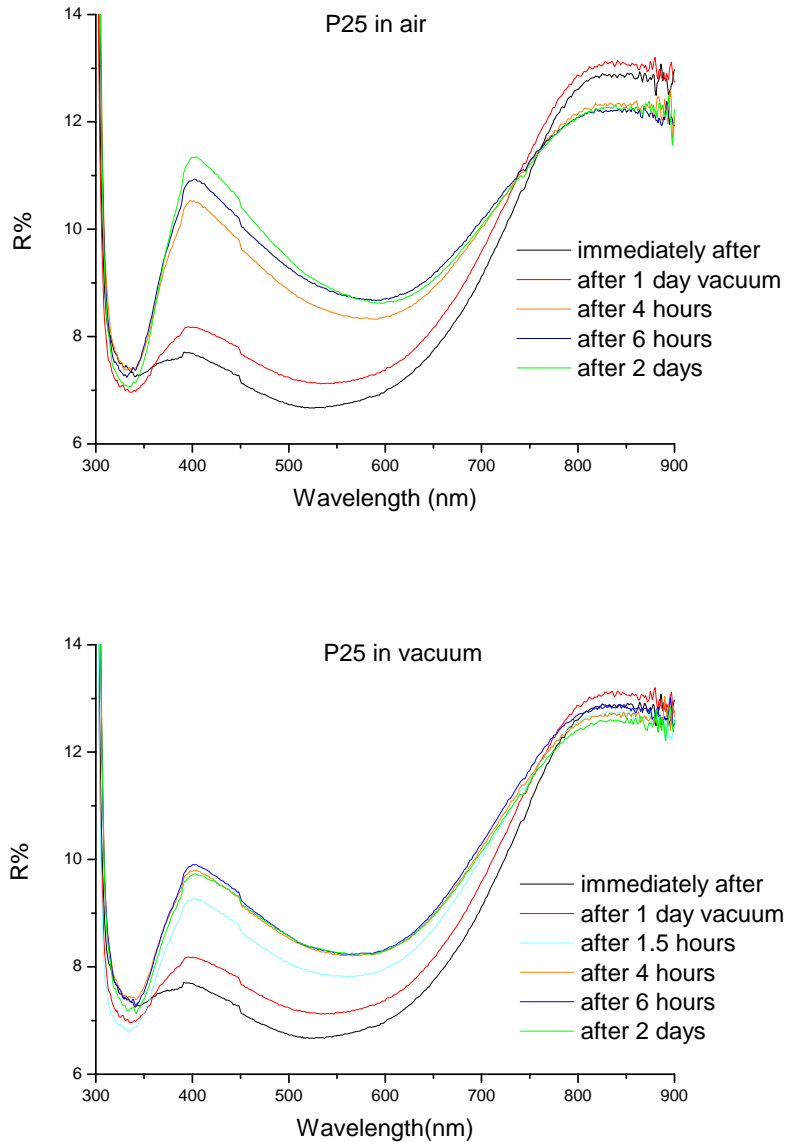 P25 in air
14
12
10
8
6
R%
immediately after
after 1 day vacuum
after 4 hours
after 6 hours
after 2 days
300 400 500 600 700 800 900
Wavelength (nm)
P25 in vacuum
14
12
10
8
6
R%
immediately after
after 1 day vacuum
after 1.5 hours
after 4 hours
after 6 hours
after 2 days
300 400 500 600 700 800 900
Wavelength(nm)